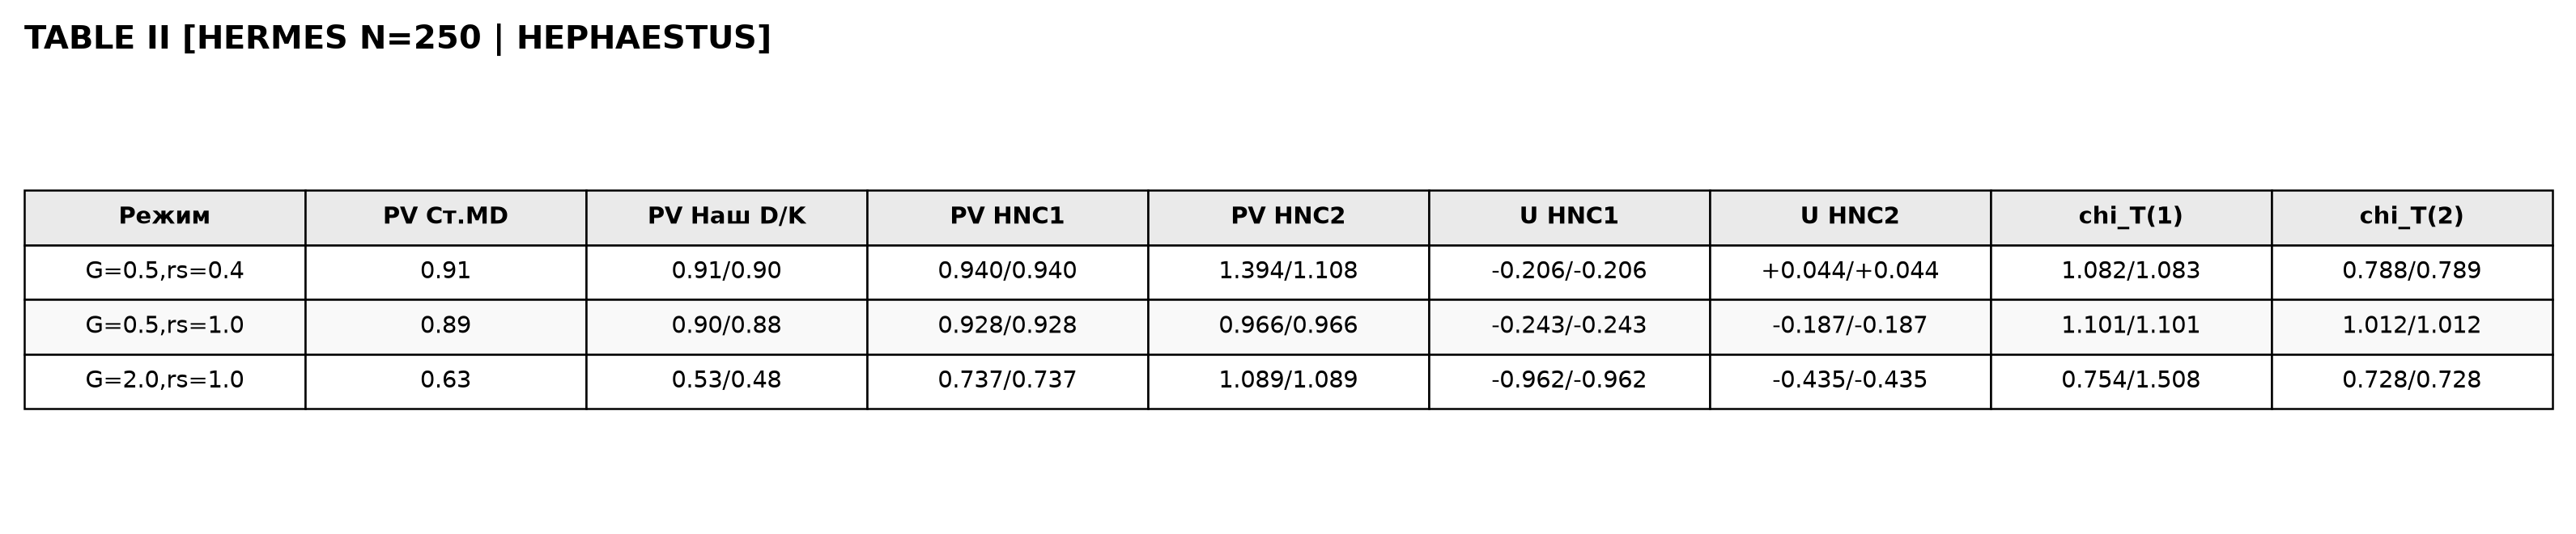 TABLE II [HERMES N=250 | HEPHAESTUS]
Режим PV Ст.MD PV Наш D/K PV HNC1 PV HNC2 U HNC1 U HNC2 chi_T(1) chi_T(2)
G=0.5,rs=0.4 0.91 0.91/0.90 0.940/0.940 1.394/1.108 -0.206/-0.206 +0.044/+0.044 1.082/1.083 0.788/0.789
G=0.5,rs=1.0 0.89 0.90/0.88 0.928/0.928 0.966/0.966 -0.243/-0.243 -0.187/-0.187 1.101/1.101 1.012/1.012
G=2.0,rs=1.0 0.63 0.53/0.48 0.737/0.737 1.089/1.089 -0.962/-0.962 -0.435/-0.435 0.754/1.508 0.728/0.728